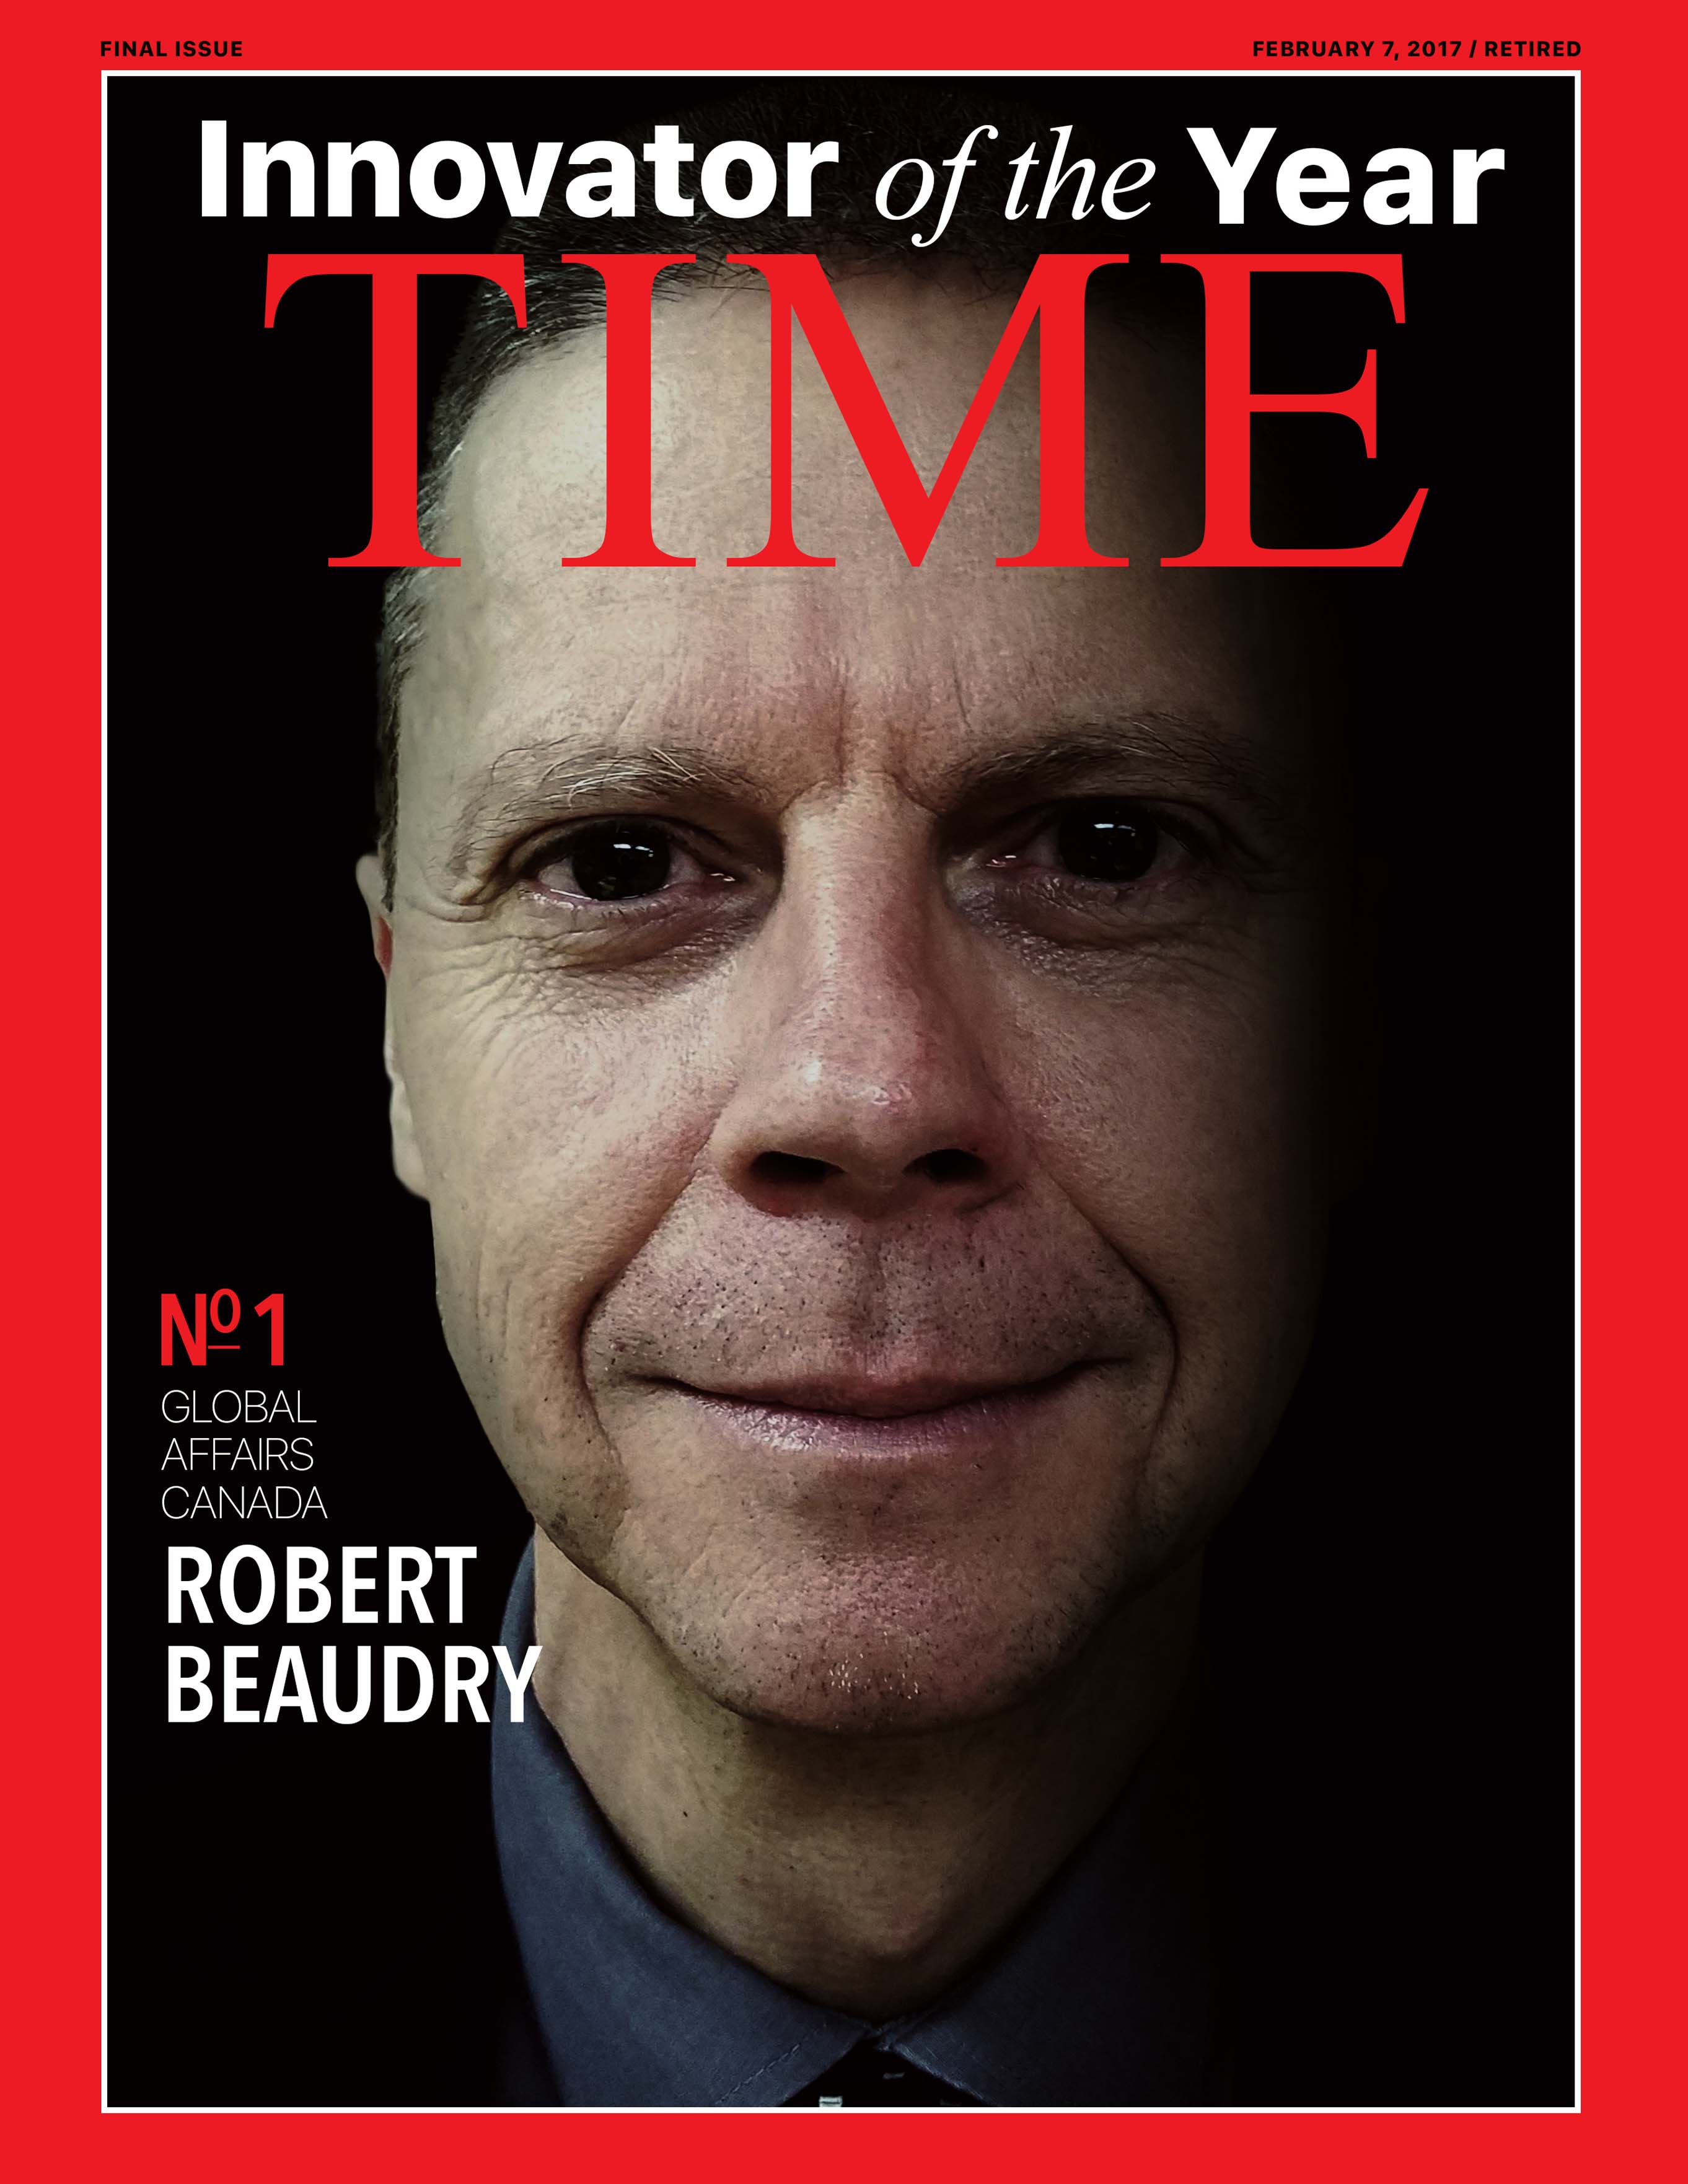 FINAL ISSUE
FEBRUARY 7, 2017 / RETIRED
Innovator of the Year
TIME
Nº1
GLOBAL
AFFAIRS
CANADA
ROBERT
BEAUDRY